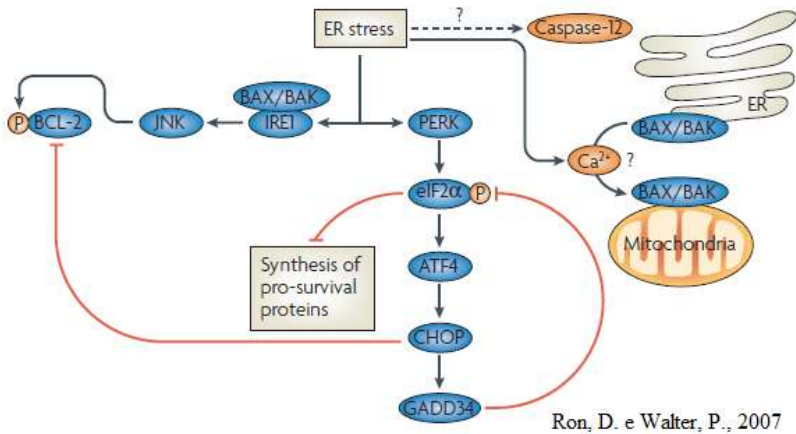 ?
ER stress
Caspase-12
BAX/BAK
ER
P BCL-2
JNK
IRE1
PERK
BAX/BAK
Ca2+ ?
eIF2α P
BAX/BAK
Mitochondria
Synthesis of
pro-survival
proteins
ATF4
CHOP
GADD34
Ron, D. e Walter, P., 2007